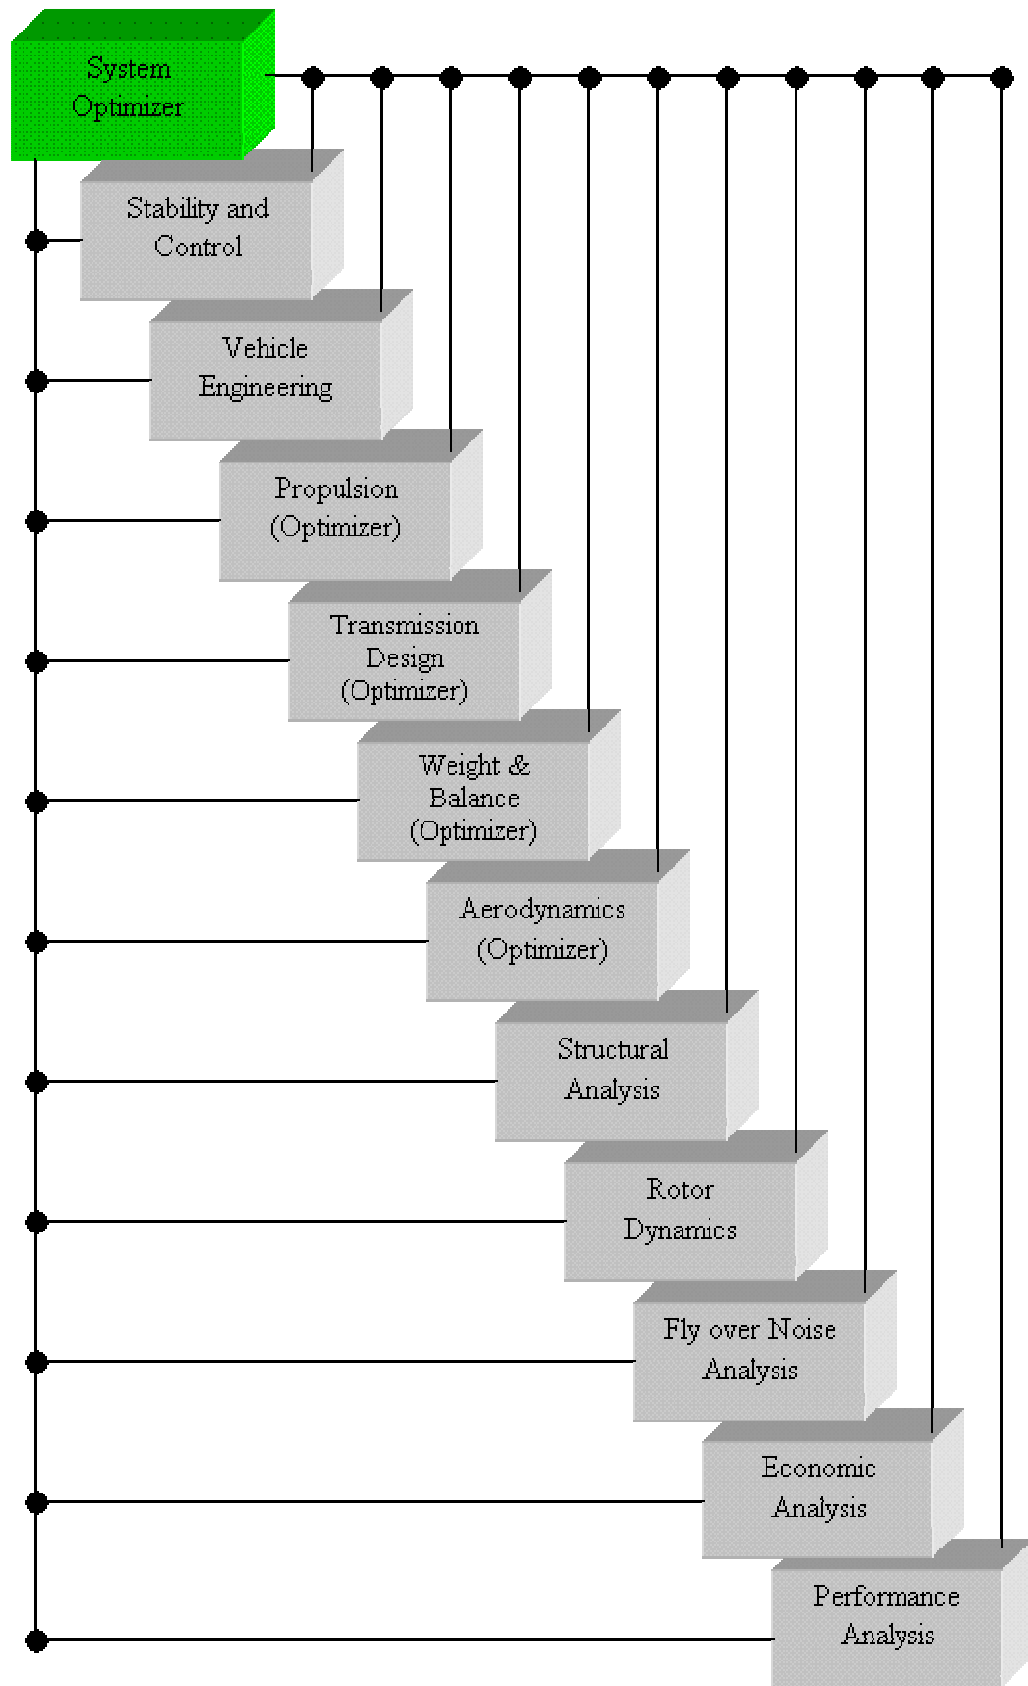 System
Optimizer
Stability and
Control
Vehicle
Engineering
Propulsion
(Optimizer)
Transmission
Design
(Optimizer)
Weight &
Balance
(Optimizer)
Aerodynamics
(Optimizer)
Structural
Analysis
Rotor
Dynamics
Fly over Noise
Analysis
Economic
Analysis
Performance
Analysis